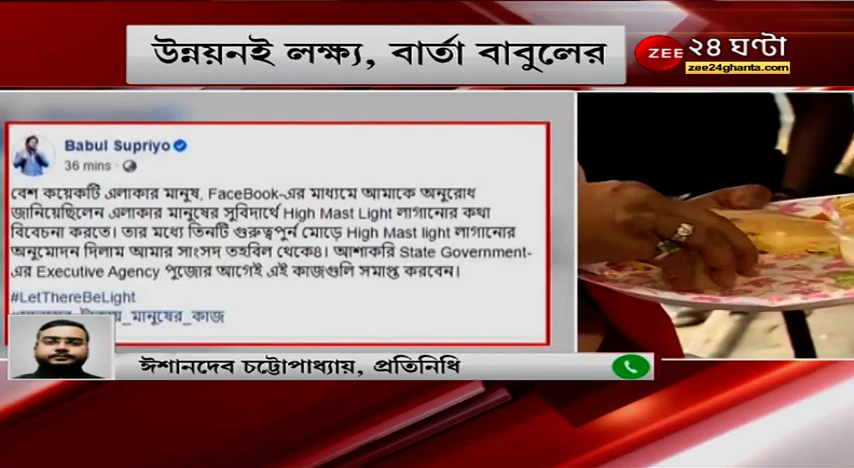 উন্নয়নই লক্ষ্য, বার্তা বাবুলের
ZEE ২৪ ঘণ্টা
zee24ghanta.com
Babul Supriyo
36 mins ·
বেশ কয়েকটি এলাকার মানুষ, FaceBook-এর মাধ্যমে আমাকে অনুরোধ
জানিয়েছিলেন এলাকার মানুষের সুবিদার্থে High Mast Light লাগানোর কথা
বিবেচনা করতে। তার মধ্যে তিনটি গুরুত্বপুর্ন মোড়ে High Mast light লাগানোর
অনুমোদন দিলাম আমার সাংসদ তহবিল থেকে৪। আশাকরি State Government-
এর Executive Agency পুজোর আগেই এই কাজগুলি সমাপ্ত করবেন।
#LetThereBeLight
_মানুষের_কাজ
ঈশানদেব চট্টোপাধ্যায়, প্রতিনিধি